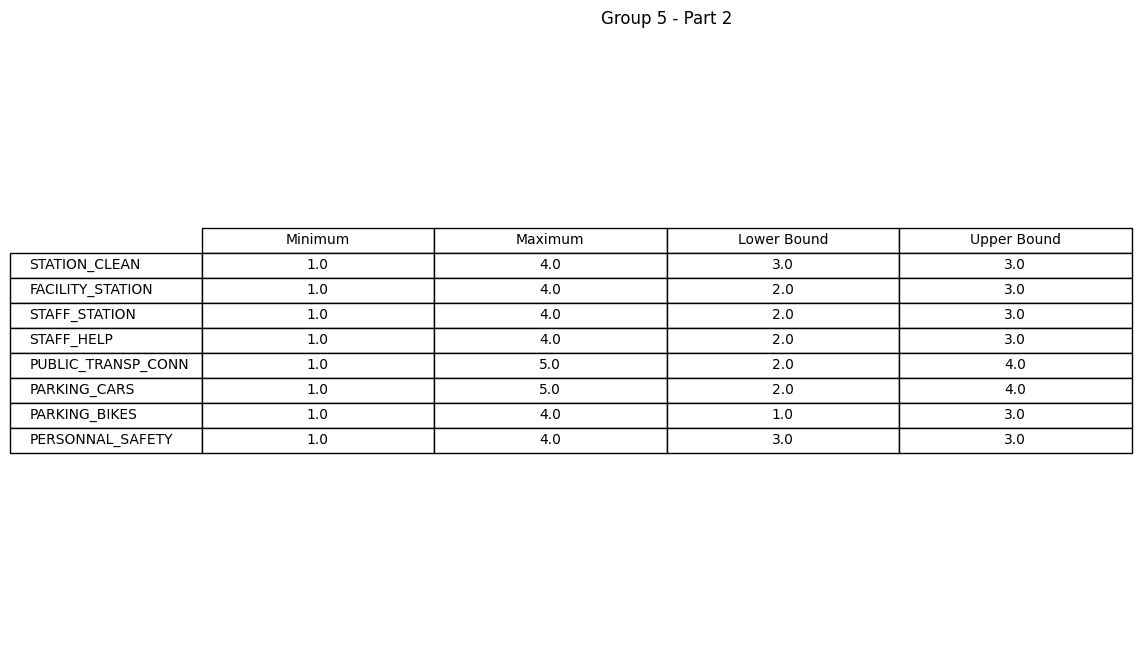 Group 5 - Part 2
Minimum Maximum Lower Bound Upper Bound
STATION_CLEAN 1.0 4.0 3.0 3.0
FACILITY_STATION 1.0 4.0 2.0 3.0
STAFF_STATION 1.0 4.0 2.0 3.0
STAFF_HELP 1.0 4.0 2.0 3.0
PUBLIC_TRANSP_CONN 1.0 5.0 2.0 4.0
PARKING_CARS 1.0 5.0 2.0 4.0
PARKING_BIKES 1.0 4.0 1.0 3.0
PERSONNAL_SAFETY 1.0 4.0 3.0 3.0